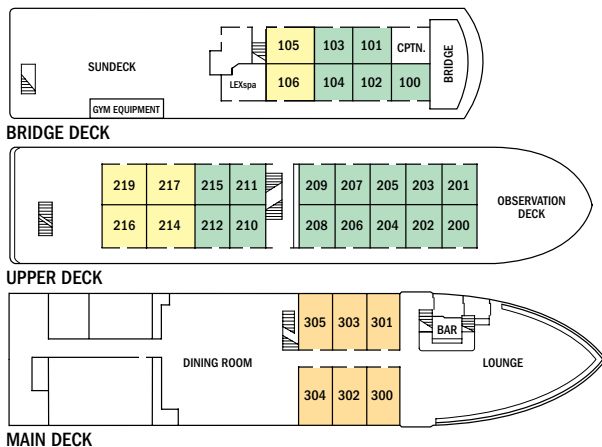 105 103 101 CPTN.
SUNDECK
BRIDGE
LEXspa 106 104 102 100
GYM EQUIPMENT
BRIDGE DECK
219 217 215 211 209 207 205 203 201
OBSERVATION
DECK
216 214 212 210 208 206 204 202 200
UPPER DECK
305 303 301
BAR
DINING ROOM
LOUNGE
304 302 300
MAIN DECK